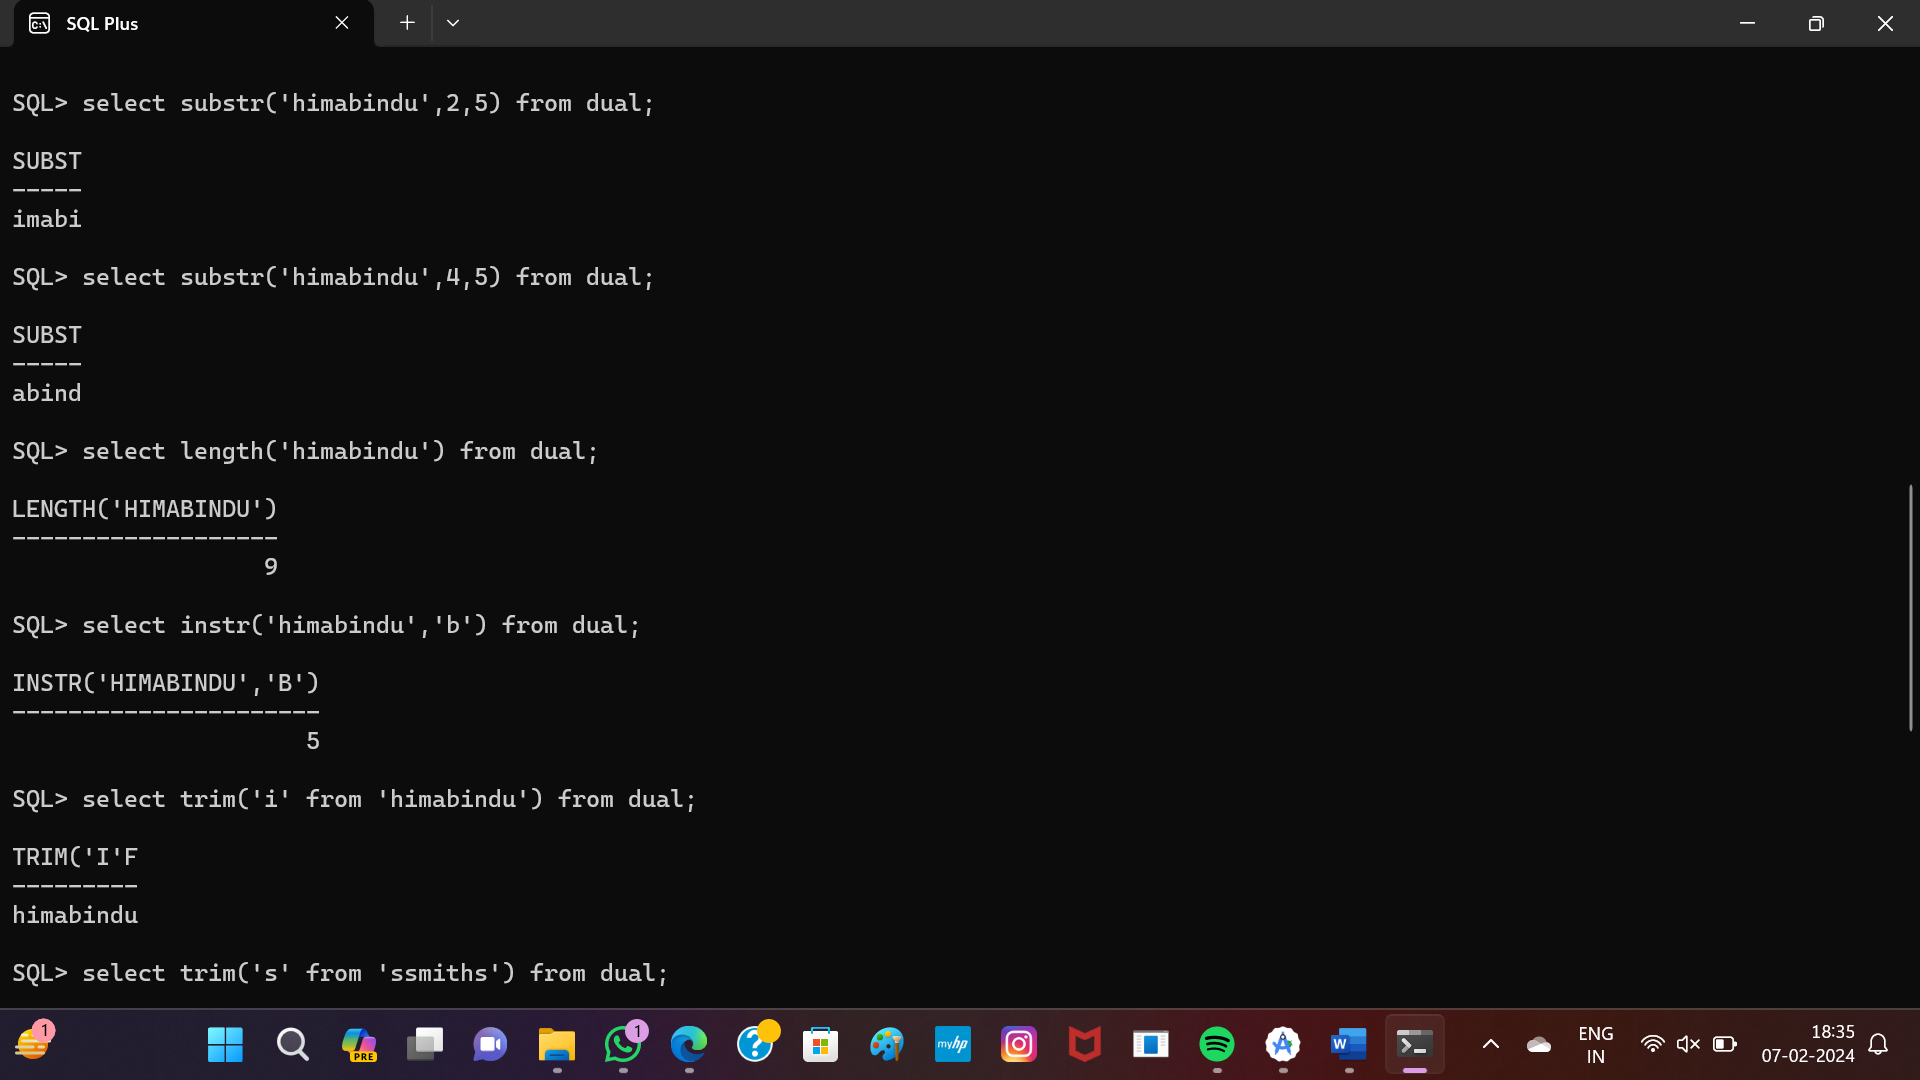 SQL Plus
SQL> select substr('himabindu',2,5) from dual;
SUBST
-----
imabi
SQL> select substr('himabindu',4,5) from dual;
SUBST
-----
abind
SQL> select length('himabindu') from dual;
LENGTH('HIMABINDU')
-------------------
9
SQL> select instr('himabindu','b') from dual;
INSTR('HIMABINDU','B')
----------------------
5
SQL> select trim('i' from 'himabindu') from dual;
TRIM('I'F
---------
himabindu
SQL> select trim('s' from 'ssmiths') from dual;
1
PRE
1
?
myhp
W
ENG
IN
18:35
07-02-2024